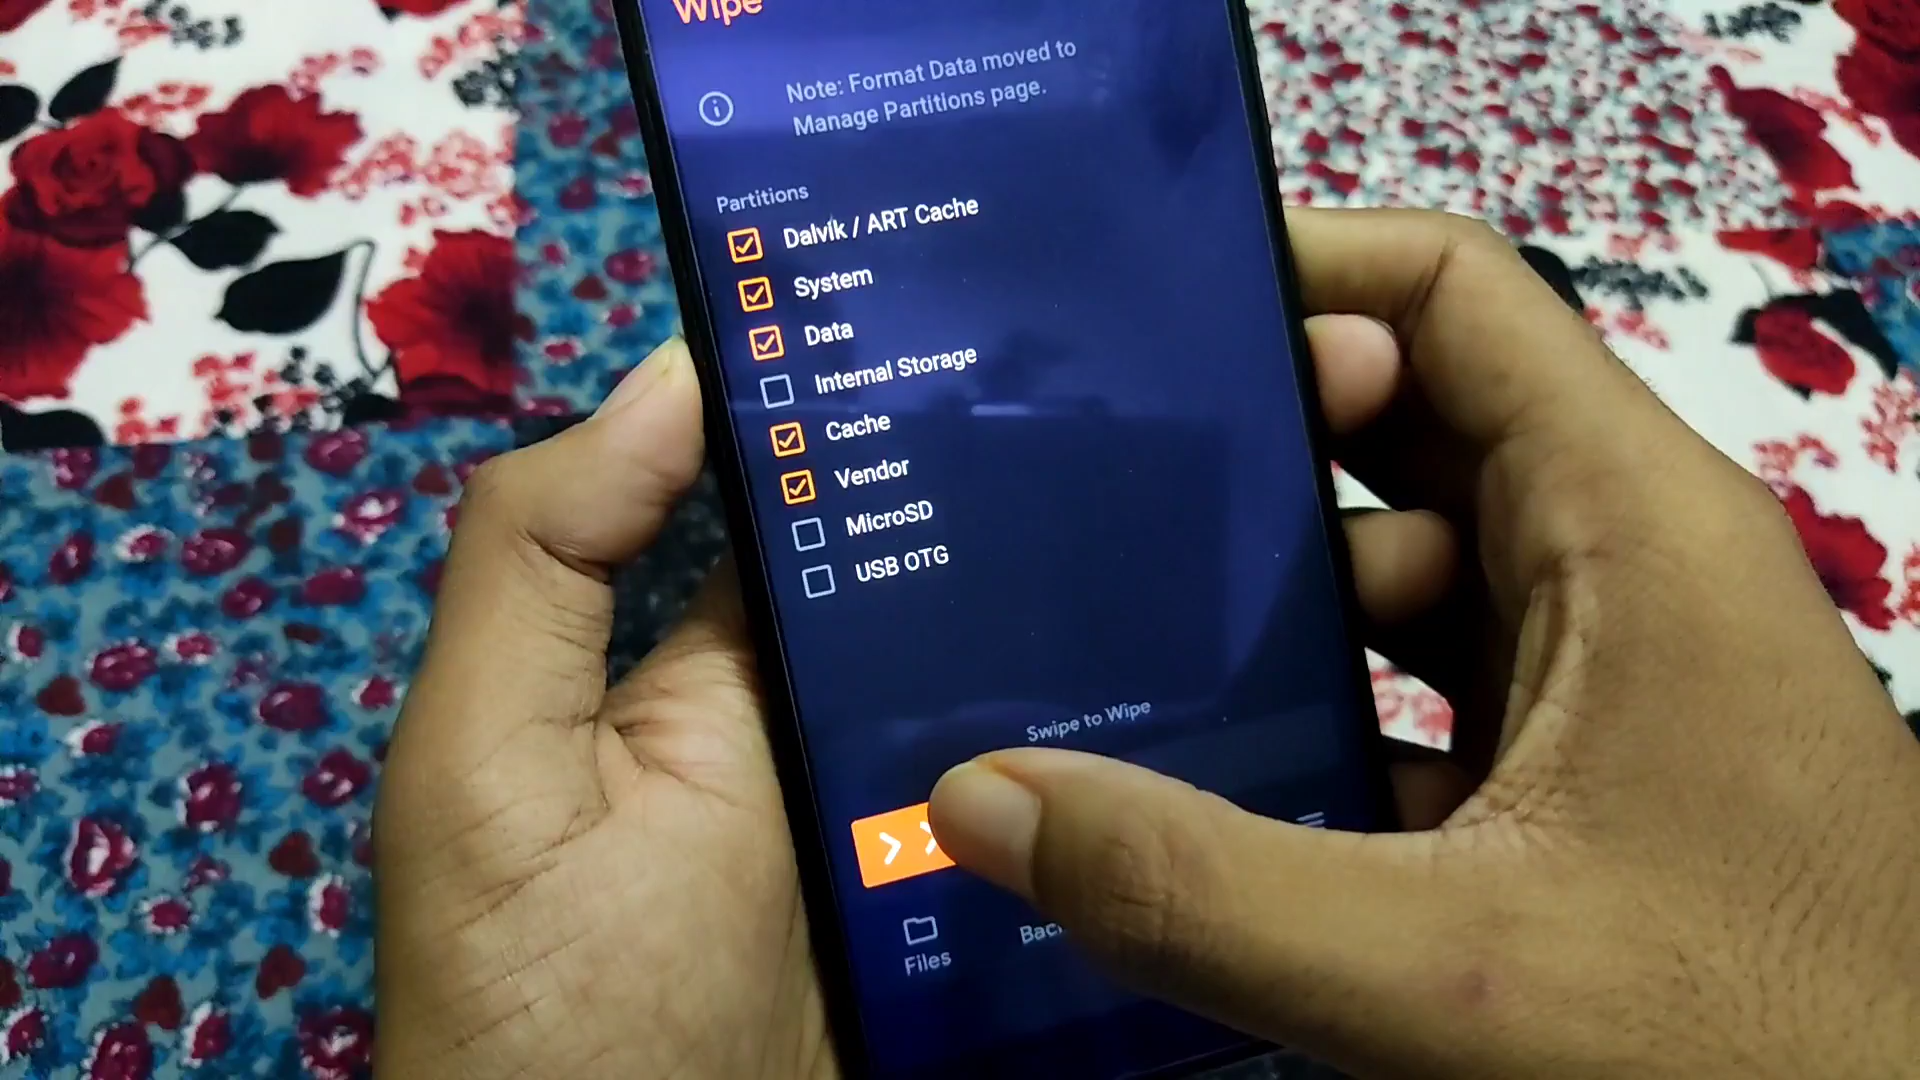 Wipe
Note: Format Data moved to
Manage Partitions page.
Partitions
Dalvik / ART Cache
System
Data
Internal Storage
Cache
Vendor
MicroSD
USB OTG
Swipe to Wipe
Files